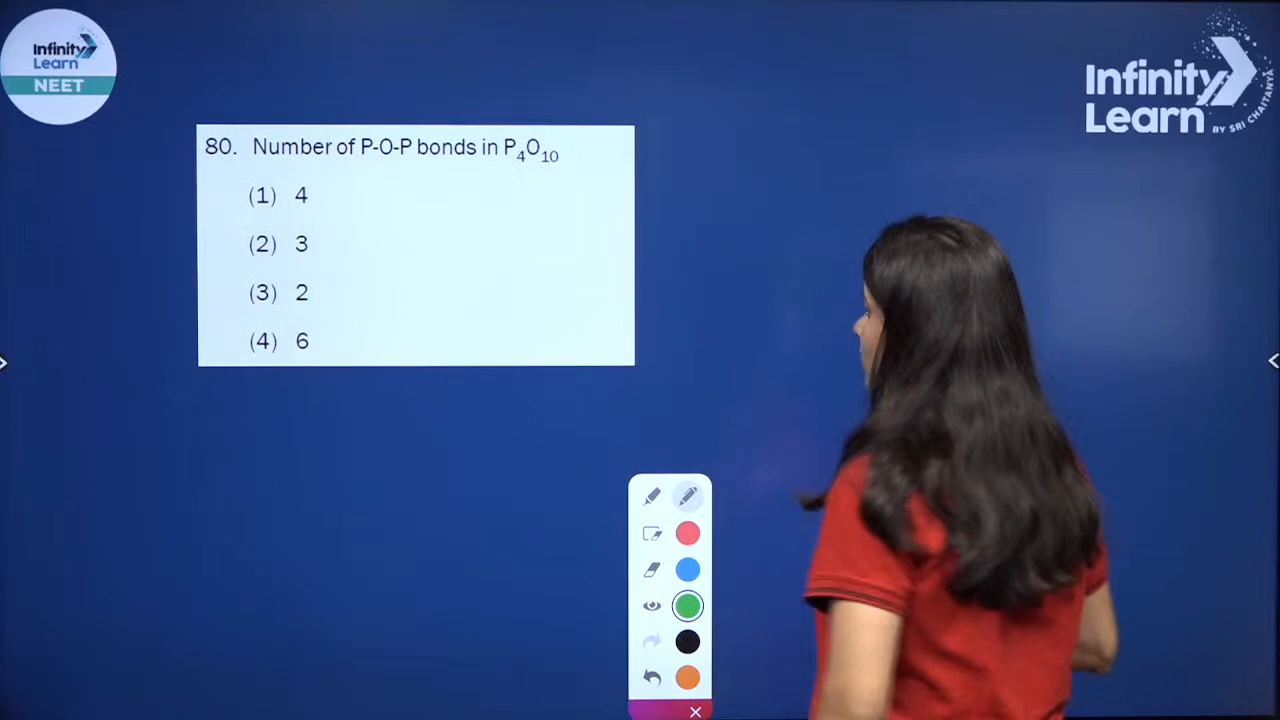 Infinity
Learn
NEET
Infinity
Learn
BY SRI CHAITANYA
80. Number of P-O-P bonds in P₄O₁₀
(1) 4
(2) 3
(3) 2
(4) 6